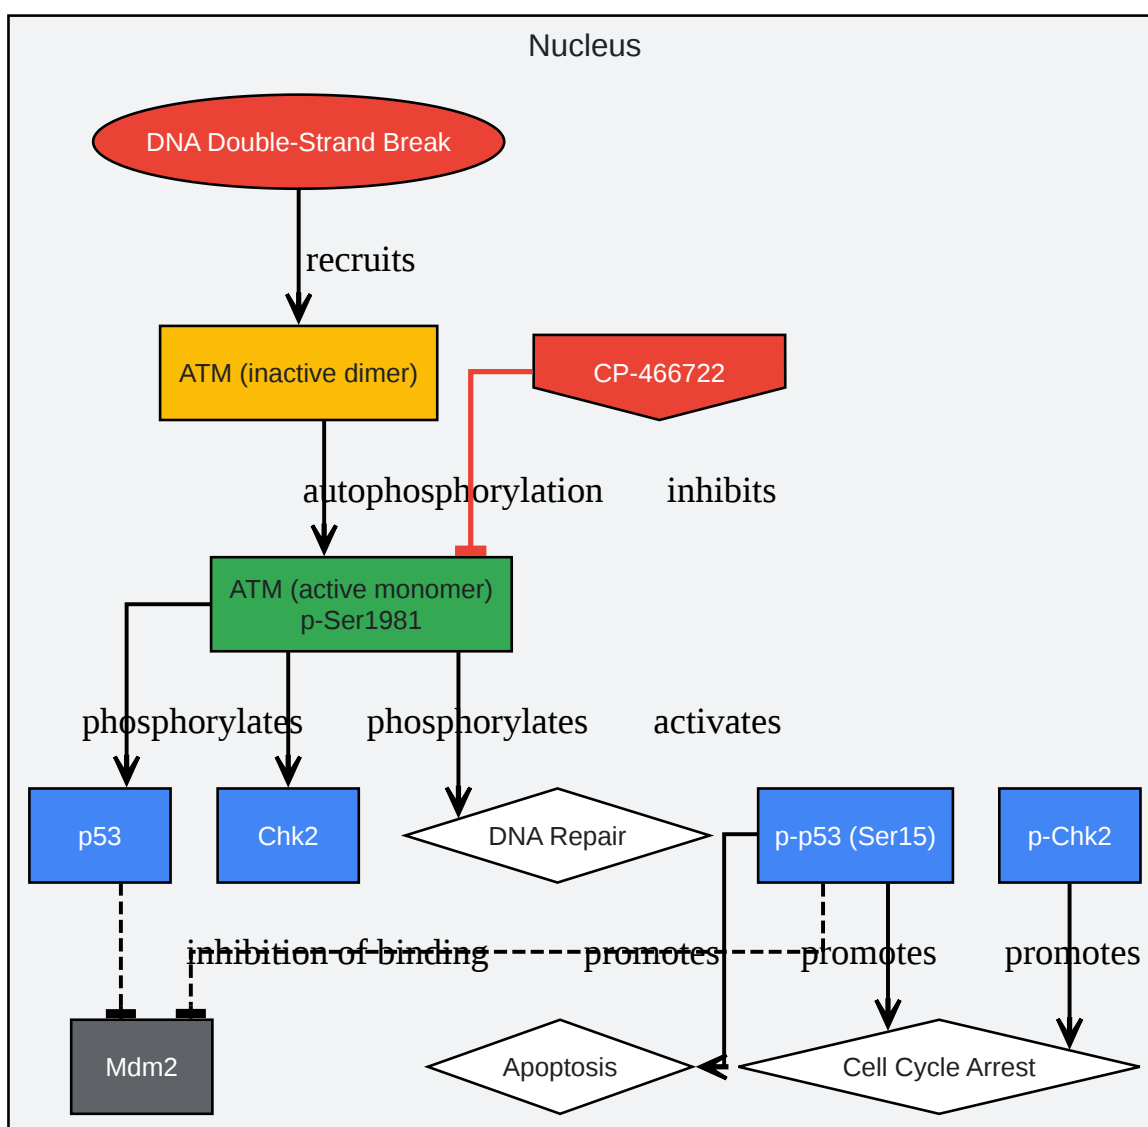 Nucleus
DNA Double-Strand Break
recruits
ATM (inactive dimer)
CP-466722
autophosphorylation
inhibits
ATM (active monomer)
p-Ser1981
phosphorylates
phosphorylates
activates
p53
Chk2
DNA Repair
p-p53 (Ser15)
p-Chk2
inhibition of binding
promotes
promotes
promotes
Mdm2
Apoptosis
Cell Cycle Arrest